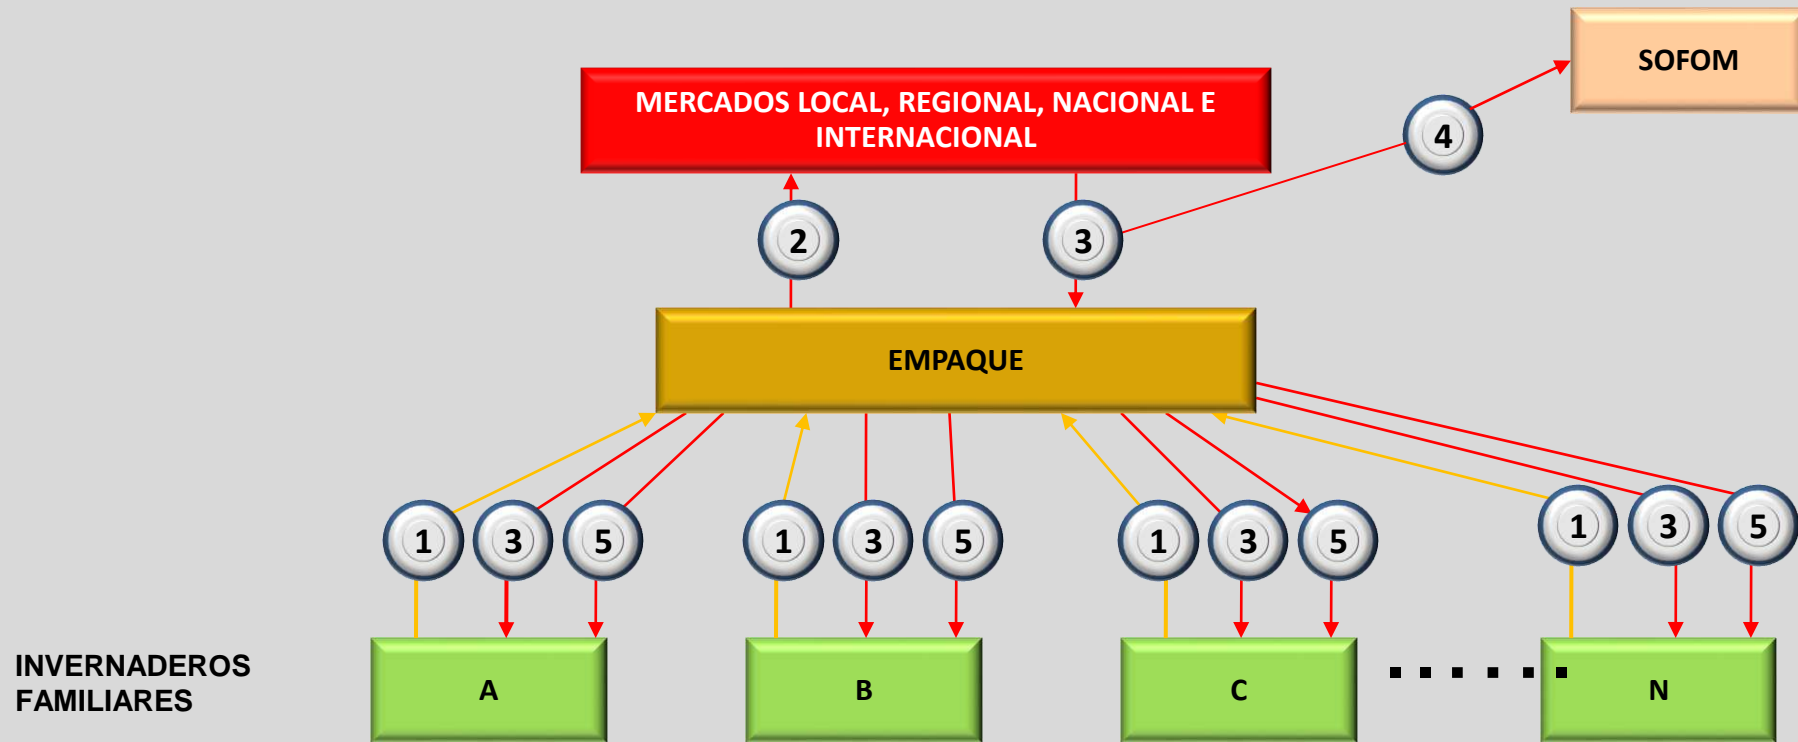 SOFOM
MERCADOS LOCAL, REGIONAL, NACIONAL E
INTERNACIONAL
4
2
3
EMPAQUE
1 3 5
1 3 5
1 3 5
1 3 5
INVERNADEROS
FAMILIARES
A
B
C
......
N